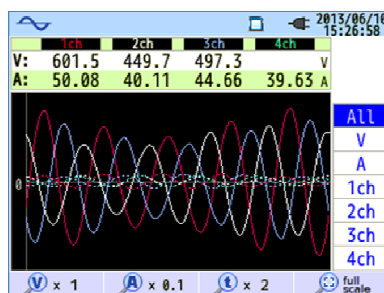 2013/06/10
15:26:58
1ch 2ch 3ch 4ch
V: 601.5 449.7 497.3 V
A: 50.08 40.11 44.66 39.63 A
All
V
A
1ch
2ch
3ch
4ch
0
V x 1 A x 0.1 t x 2 full scale